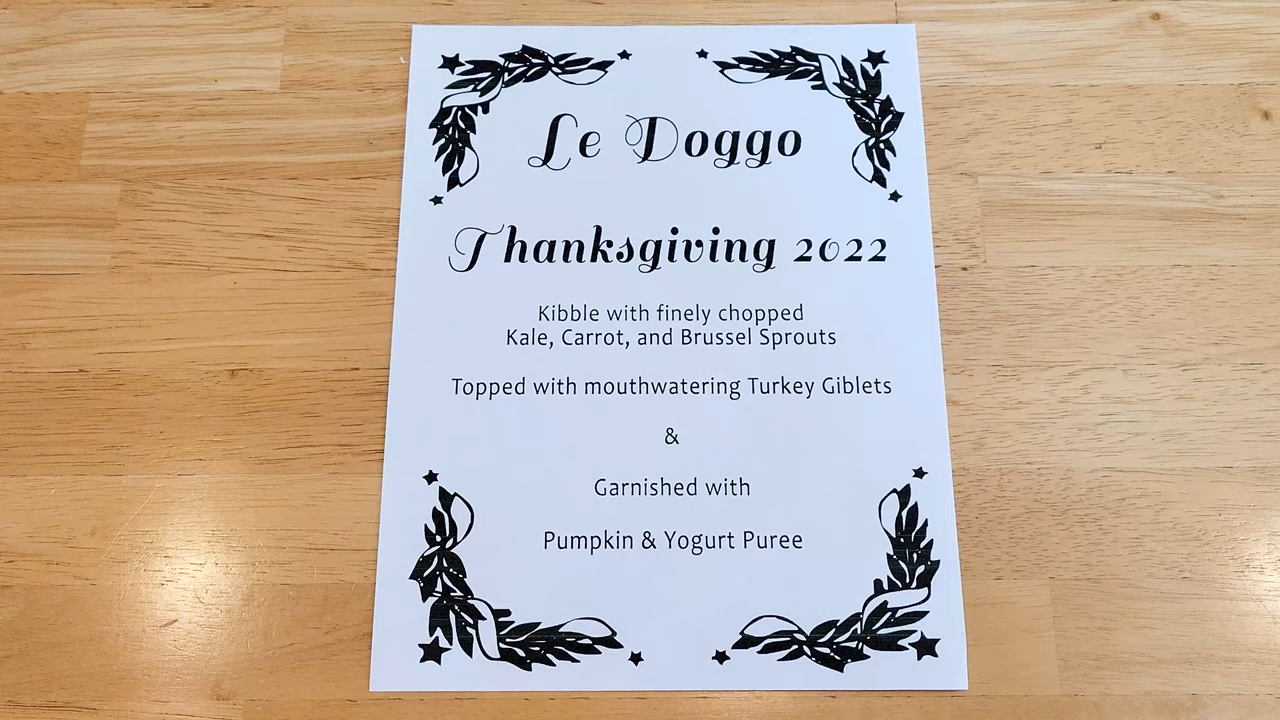 Le Doggo
Thanksgiving 2022
Kibble with finely chopped
Kale, Carrot, and Brussel Sprouts
Topped with mouthwatering Turkey Giblets
&
Garnished with
Pumpkin & Yogurt Puree